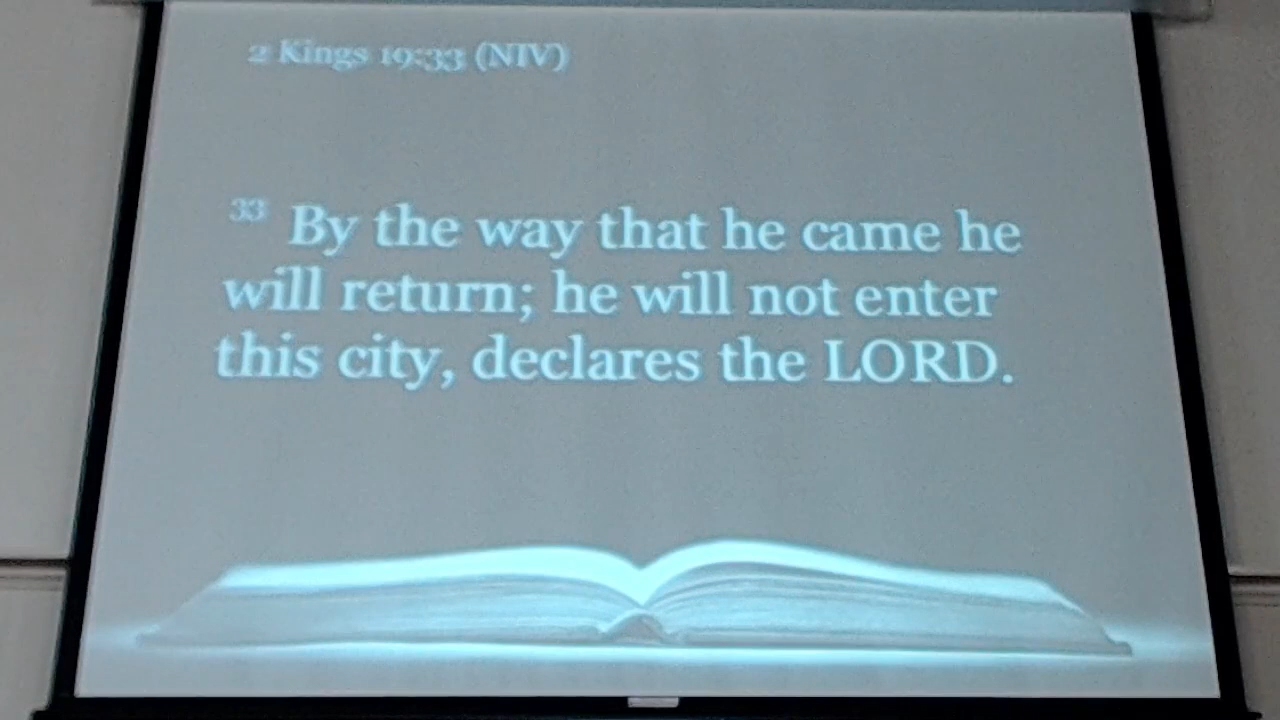 2 Kings 19:33 (NIV)
33 By the way that he came he
will return; he will not enter
this city, declares the LORD.